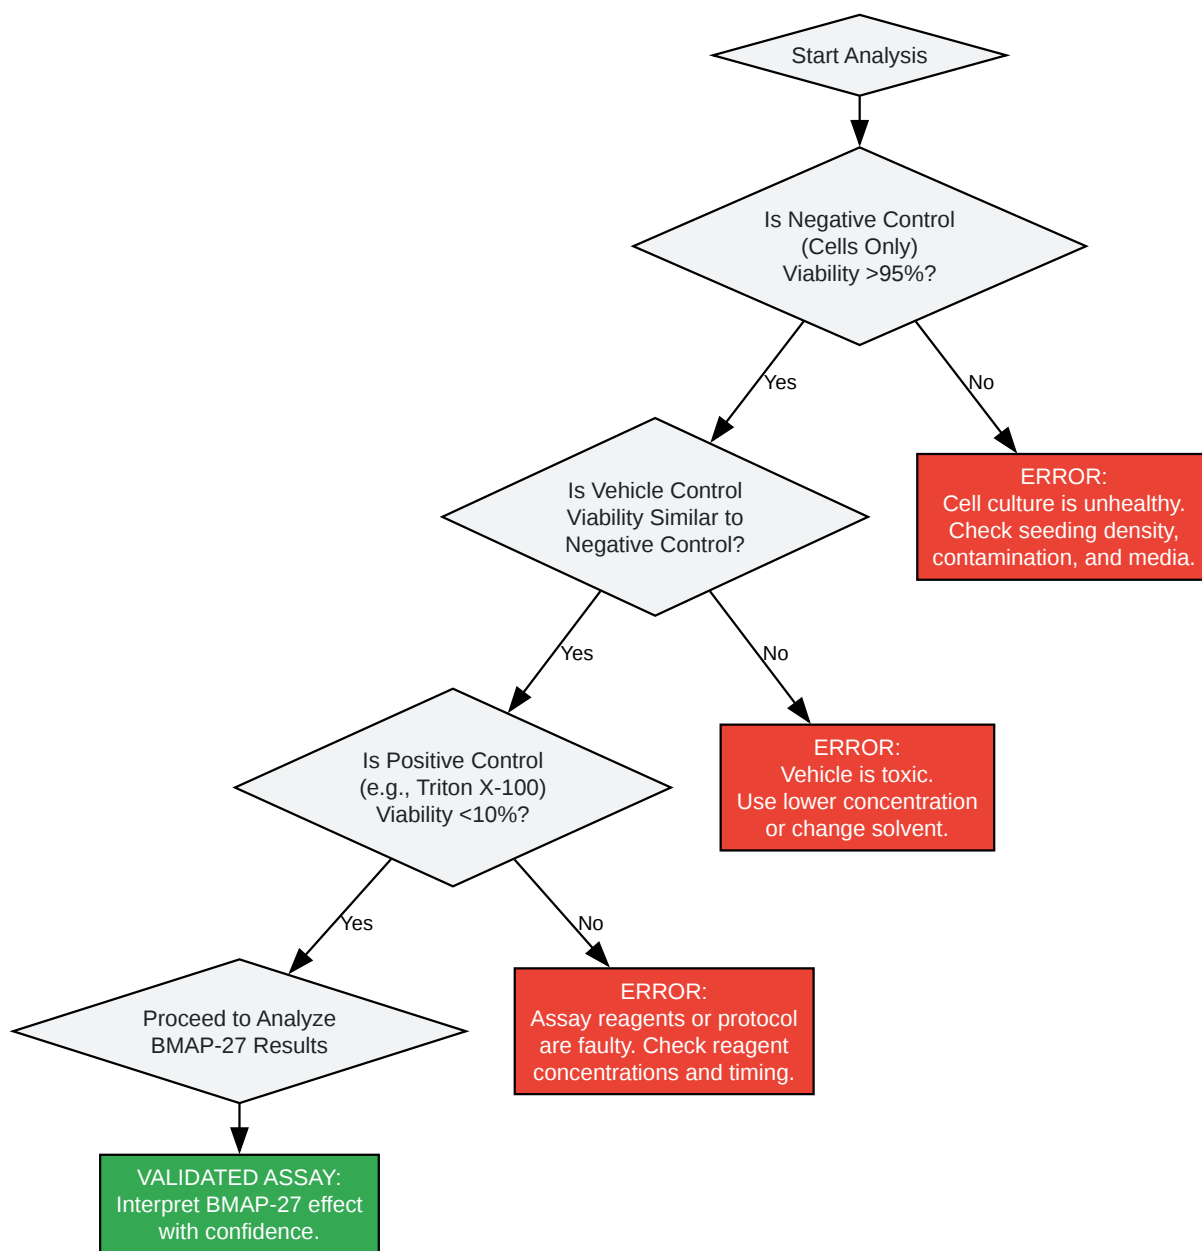 Start Analysis
Is Negative Control
(Cells Only)
Viability >95%?
Yes
No
Is Vehicle Control
Viability Similar to
Negative Control?
ERROR:
Cell culture is unhealthy.
Check seeding density,
contamination, and media.
Yes
No
Is Positive Control
(e.g., Triton X-100)
Viability <10%?
ERROR:
Vehicle is toxic.
Use lower concentration
or change solvent.
Yes
No
Proceed to Analyze
BMAP-27 Results
ERROR:
Assay reagents or protocol
are faulty. Check reagent
concentrations and timing.
VALIDATED ASSAY:
Interpret BMAP-27 effect
with confidence.